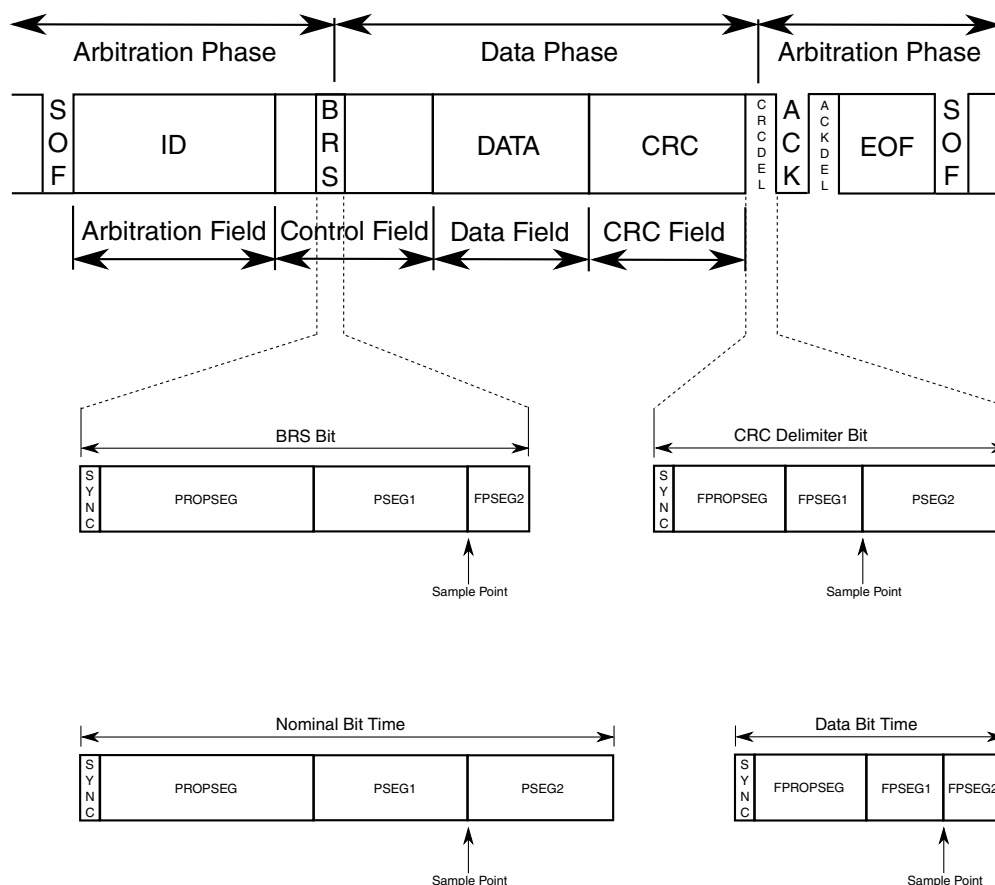 Arbitration Phase Data Phase Arbitration Phase
SOF ID BRS DATA CRC CRCDEL ACK ACKDEL EOF SOF
Arbitration Field Control Field Data Field CRC Field
BRS Bit CRC Delimiter Bit
SYNC PROPSEG PSEG1 FPSEG2 SYNC FPROPSEG FPSEG1 PSEG2
Sample Point Sample Point
Nominal Bit Time Data Bit Time
SYNC PROPSEG PSEG1 PSEG2 SYNC FPROPSEG FPSEG1 FPSEG2
Sample Point Sample Point